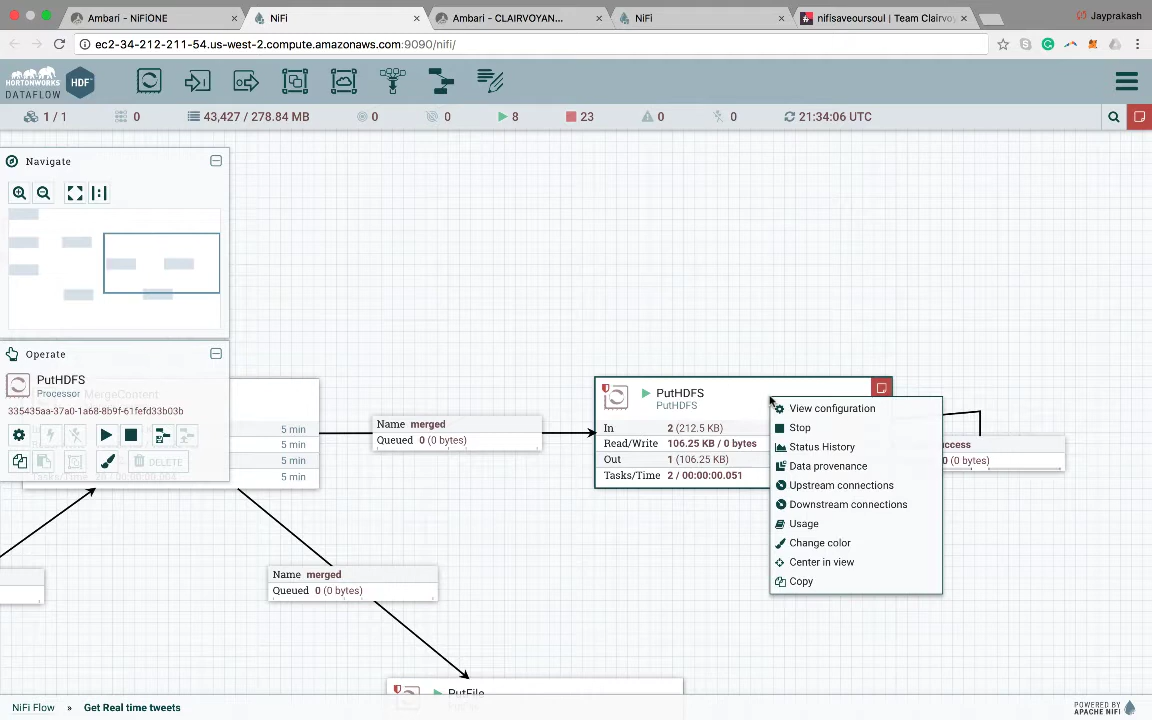 Ambari - NiFiONE
NiFi
Ambari - CLAIRVOYAN...
NiFi
nifisaveoursoul | Team Clairvo
Jayprakash
ec2-34-212-211-54.us-west-2.compute.amazonaws.com:9090/nifi/
HORTONWORKS
DATAFLOW
HDF
1 / 1
0
43,427 / 278.84 MB
0
0
8
23
0
0
21:34:06 UTC
Navigate
Operate
PutHDFS
Processor
MergeContent
335435aa-37a0-1a68-8b9f-61fefd33b03b
DELETE
5 min
5 min
5 min
5 min
Name merged
Queued 0 (0 bytes)
PutHDFS
PutHDFS
In 2 (212.5 KB)
Read/Write 106.25 KB / 0 bytes
Out 1 (106.25 KB)
Tasks/Time 2 / 00:00:00.051
View configuration
Stop
Status History
Data provenance
Upstream connections
Downstream connections
Usage
Change color
Center in view
Copy
ccess
0 (0 bytes)
Name merged
Queued 0 (0 bytes)
PutFile
NiFi Flow » Get Real time tweets
POWERED BY
APACHE NIFI